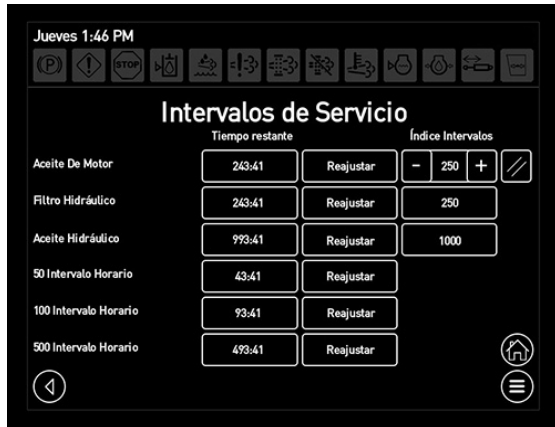 Jueves 1:46 PM
P STOP
Intervalos de Servicio
Tiempo restante Índice Intervalos
Aceite De Motor 243:41 Reajustar - 250 +
Filtro Hidráulico 243:41 Reajustar 250
Aceite Hidráulico 993:41 Reajustar 1000
50 Intervalo Horario 43:41 Reajustar
100 Intervalo Horario 93:41 Reajustar
500 Intervalo Horario 493:41 Reajustar